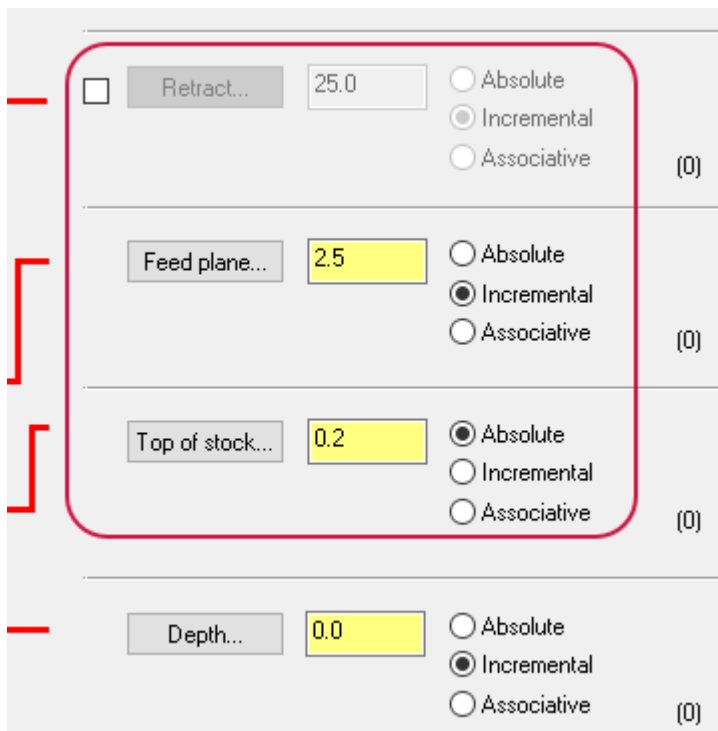 Retract... 25.0 Absolute
Incremental
Associative (0)
Feed plane... 2.5 Absolute
Incremental
Associative (0)
Top of stock... 0.2 Absolute
Incremental
Associative (0)
Depth... 0.0 Absolute
Incremental
Associative (0)